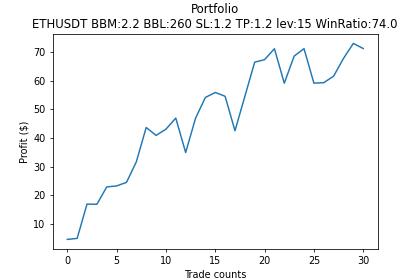 Portfolio
ETHUSDT BBM:2.2 BBL:260 SL:1.2 TP:1.2 lev:15 WinRatio:74.0
Profit ($)
70
60
50
40
30
20
10
0 5 10 15 20 25 30
Trade counts